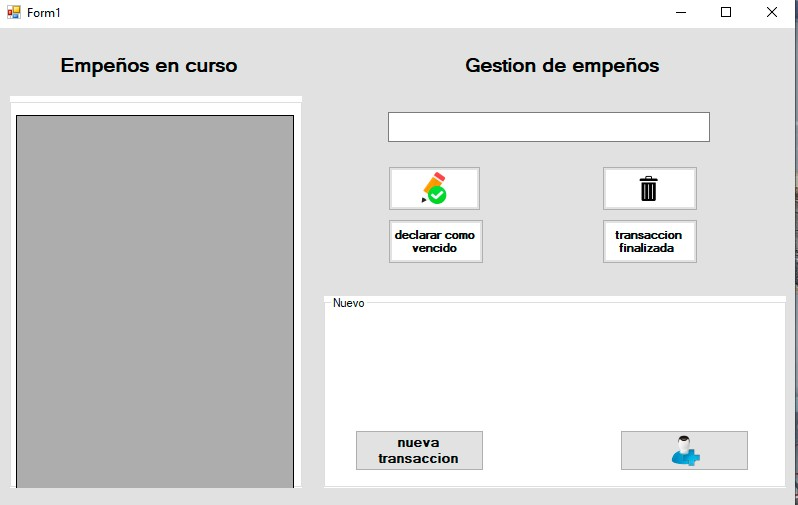 Form1
Empeños en curso
Gestion de empeños
declarar como
vencido
transaccion
finalizada
Nuevo
nueva
transaccion